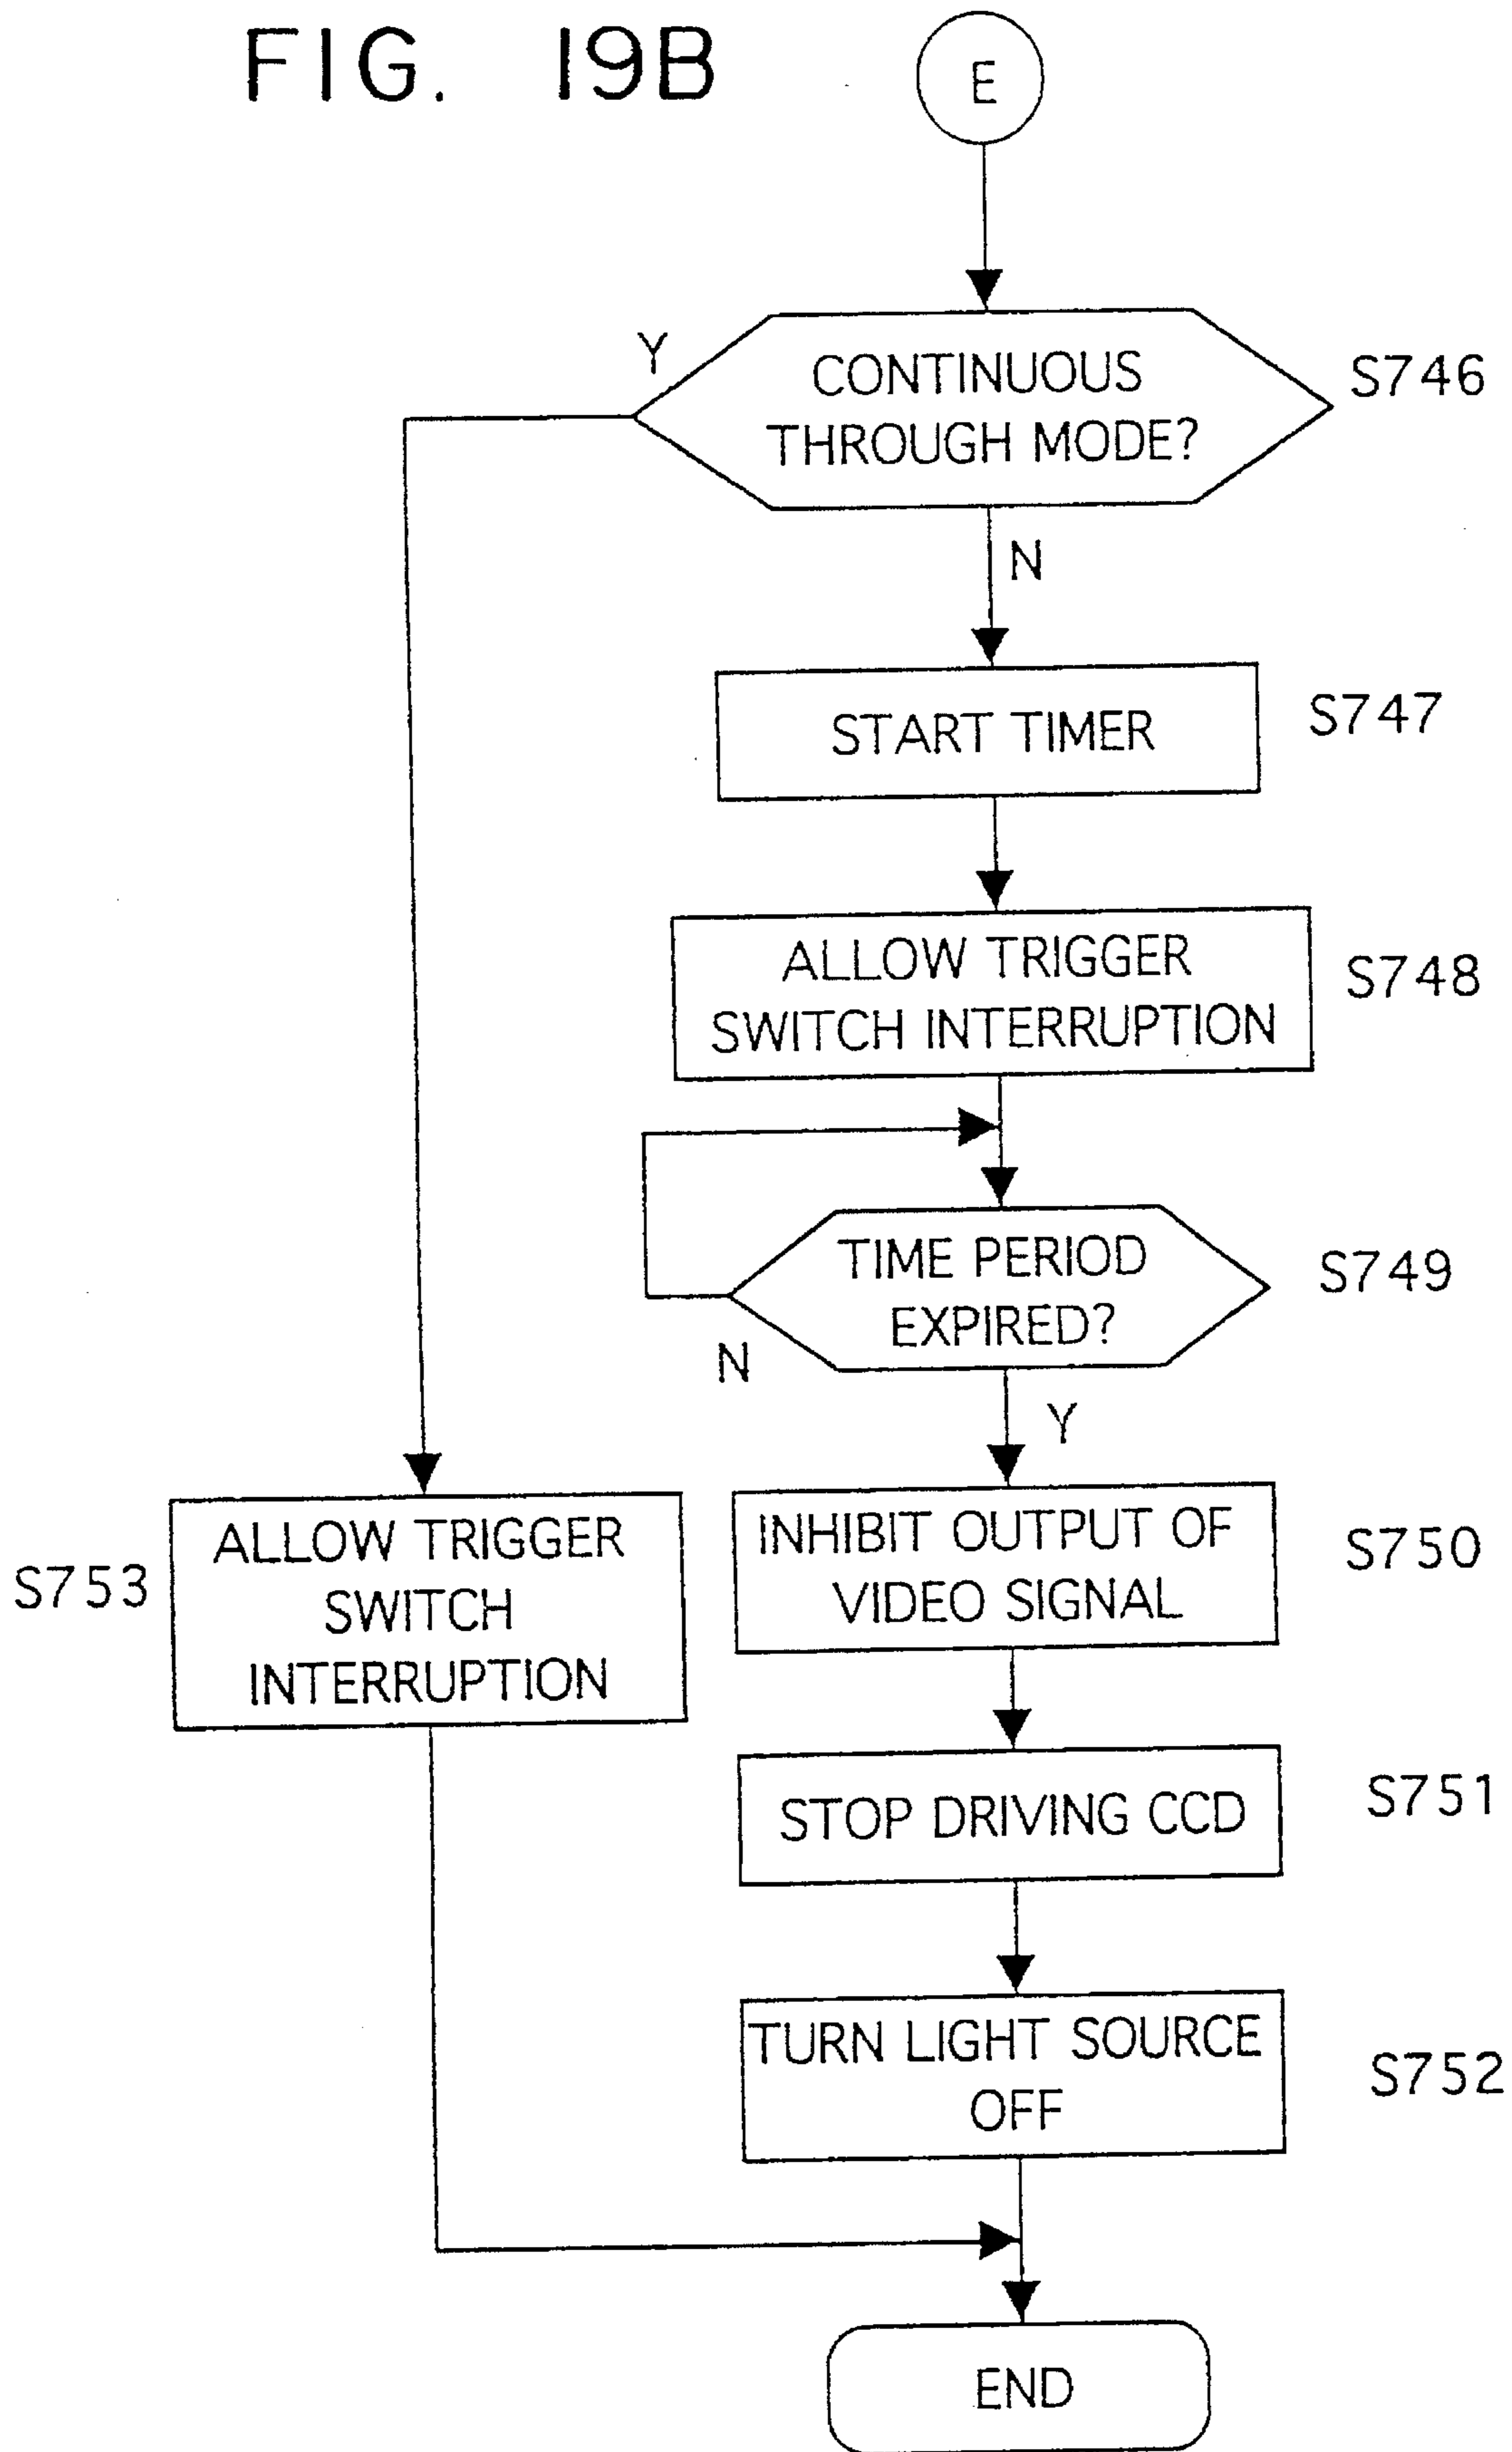 FIG. 19B
E
Y
CONTINUOUS
THROUGH MODE?
S746
N
START TIMER
S747
ALLOW TRIGGER
SWITCH INTERRUPTION
S748
TIME PERIOD
EXPIRED?
S749
N
Y
INHIBIT OUTPUT OF
VIDEO SIGNAL
S750
S753
ALLOW TRIGGER
SWITCH
INTERRUPTION
STOP DRIVING CCD
S751
TURN LIGHT SOURCE
OFF
S752
END